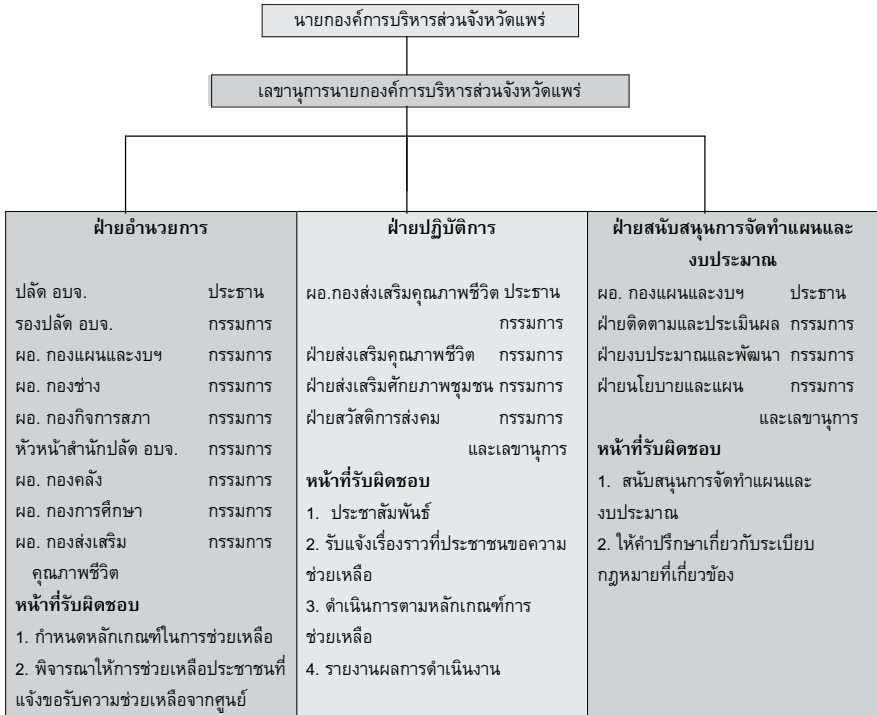 นายกองค์การบริหารส่วนจังหวัดแพร่
เลขานุการนายกองค์การบริหารส่วนจังหวัดแพร่
ฝ่ายอำนวยการ
ปลัด อบจ. ประธาน
รองปลัด อบจ. กรรมการ
ผอ. กองแผนและงบฯ กรรมการ
ผอ. กองช่าง กรรมการ
ผอ. กองกิจการสภา กรรมการ
หัวหน้าสำนักปลัด อบจ. กรรมการ
ผอ. กองคลัง กรรมการ
ผอ. กองการศึกษา กรรมการ
ผอ. กองส่งเสริม กรรมการ
คุณภาพชีวิต
หน้าที่รับผิดชอบ
1. กำหนดหลักเกณฑ์ในการช่วยเหลือ
2. พิจารณาให้การช่วยเหลือประชาชนที่
แจ้งขอรับความช่วยเหลือจากศูนย์
ฝ่ายปฏิบัติการ
ผอ.กองส่งเสริมคุณภาพชีวิต ประธาน
กรรมการ
ฝ่ายส่งเสริมคุณภาพชีวิต กรรมการ
ฝ่ายส่งเสริมศักยภาพชุมชน กรรมการ
ฝ่ายสวัสดิการส่งคม กรรมการ
และเลขานุการ
หน้าที่รับผิดชอบ
1. ประชาสัมพันธ์
2. รับแจ้งเรื่องราวที่ประชาชนขอความ
ช่วยเหลือ
3. ดำเนินการตามหลักเกณฑ์การ
ช่วยเหลือ
4. รายงานผลการดำเนินงาน
ฝ่ายสนับสนุนการจัดทำแผนและ
งบประมาณ
ผอ. กองแผนและงบฯ ประธาน
ฝ่ายติดตามและประเมินผล กรรมการ
ฝ่ายงบประมาณและพัฒนา กรรมการ
ฝ่ายนโยบายและแผน กรรมการ
และเลขานุการ
หน้าที่รับผิดชอบ
1. สนับสนุนการจัดทำแผนและ
งบประมาณ
2. ให้คำปรึกษาเกี่ยวกับระเบียบ
กฎหมายที่เกี่ยวข้อง